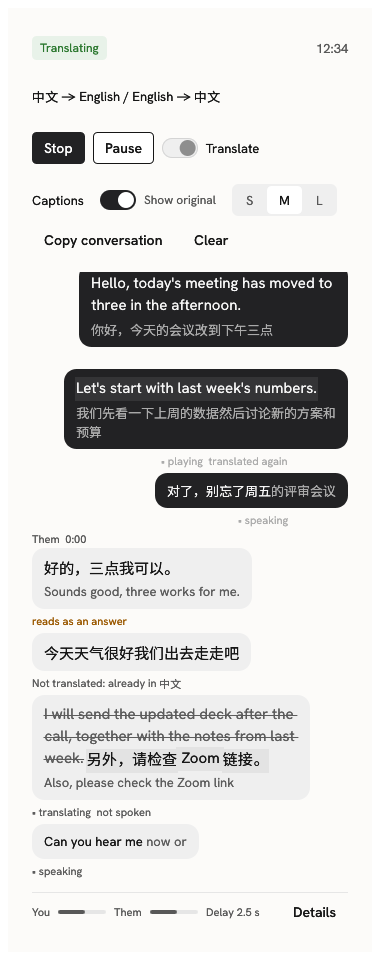 Translating
12:34
中文 → English / English → 中文
Stop
Pause
Translate
Captions
Show original
S
M
L
Copy conversation
Clear
Hello, today's meeting has moved to
three in the afternoon.
你好，今天的会议改到下午三点
Let's start with last week's numbers.
我们先看一下上周的数据然后讨论新的方案和
预算
• playing translated again
对了，别忘了周五的评审会议
• speaking
Them 0:00
好的，三点我可以。
Sounds good, three works for me.
reads as an answer
今天天气很好我们出去走走吧
Not translated: already in 中文
I will send the updated deck after the
call, together with the notes from last
week. 另外，请检查 Zoom 链接。
Also, please check the Zoom link
• translating not spoken
Can you hear me now or
• speaking
You
Them
Delay 2.5 s
Details